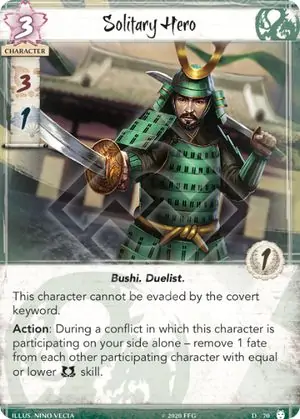 3
Solitary Hero
CHARACTER
3
1
1
Bushi. Duelist.
This character cannot be evaded by the covert
keyword.
Action: During a conflict in which this character is
participating on your side alone – remove 1 fate
from each other participating character with equal
or lower skill.
ILLUS. NINO VECIA
© 2020 FFG
D 20